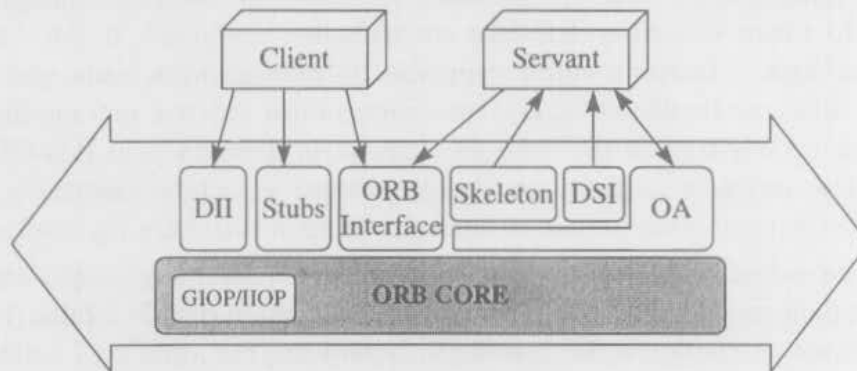 Client
Servant
DII
Stubs
ORB
Interface
Skeleton
DSI
OA
GIOP/IIOP
ORB CORE